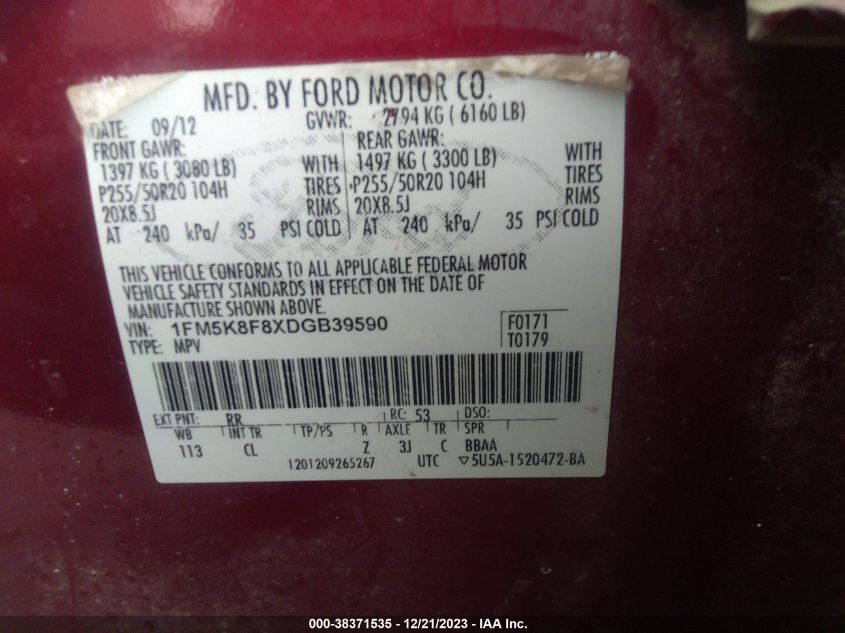 MFD. BY FORD MOTOR CO.
DATE: 09/12 GVWR: 2794 KG ( 6160 LB)
FRONT GAWR: REAR GAWR:
1397 KG ( 3080 LB) WITH 1497 KG ( 3300 LB) WITH
P255/50R20 104H TIRES P255/50R20 104H TIRES
20X8.5J RIMS 20X8.5J RIMS
AT 240 kPa/ 35 PSI COLD AT 240 kPa/ 35 PSI COLD
THIS VEHICLE CONFORMS TO ALL APPLICABLE FEDERAL MOTOR
VEHICLE SAFETY STANDARDS IN EFFECT ON THE DATE OF
MANUFACTURE SHOWN ABOVE.
VIN: 1FM5K8F8XDGB39590 F0171
TYPE: MPV T0179
EXT PNT: RR RC: 53 DSO:
WB INT TR TP/PS R AXLE TR SPR
113 CL Z 3J C BBAA
1201209265267 UTC ▽5U5A-1520472-BA
000-38371535 - 12/21/2023 - IAA Inc.